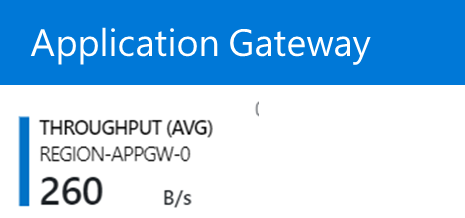 Application Gateway
THROUGHPUT (AVG)
REGION-APPGW-0
260 B/s